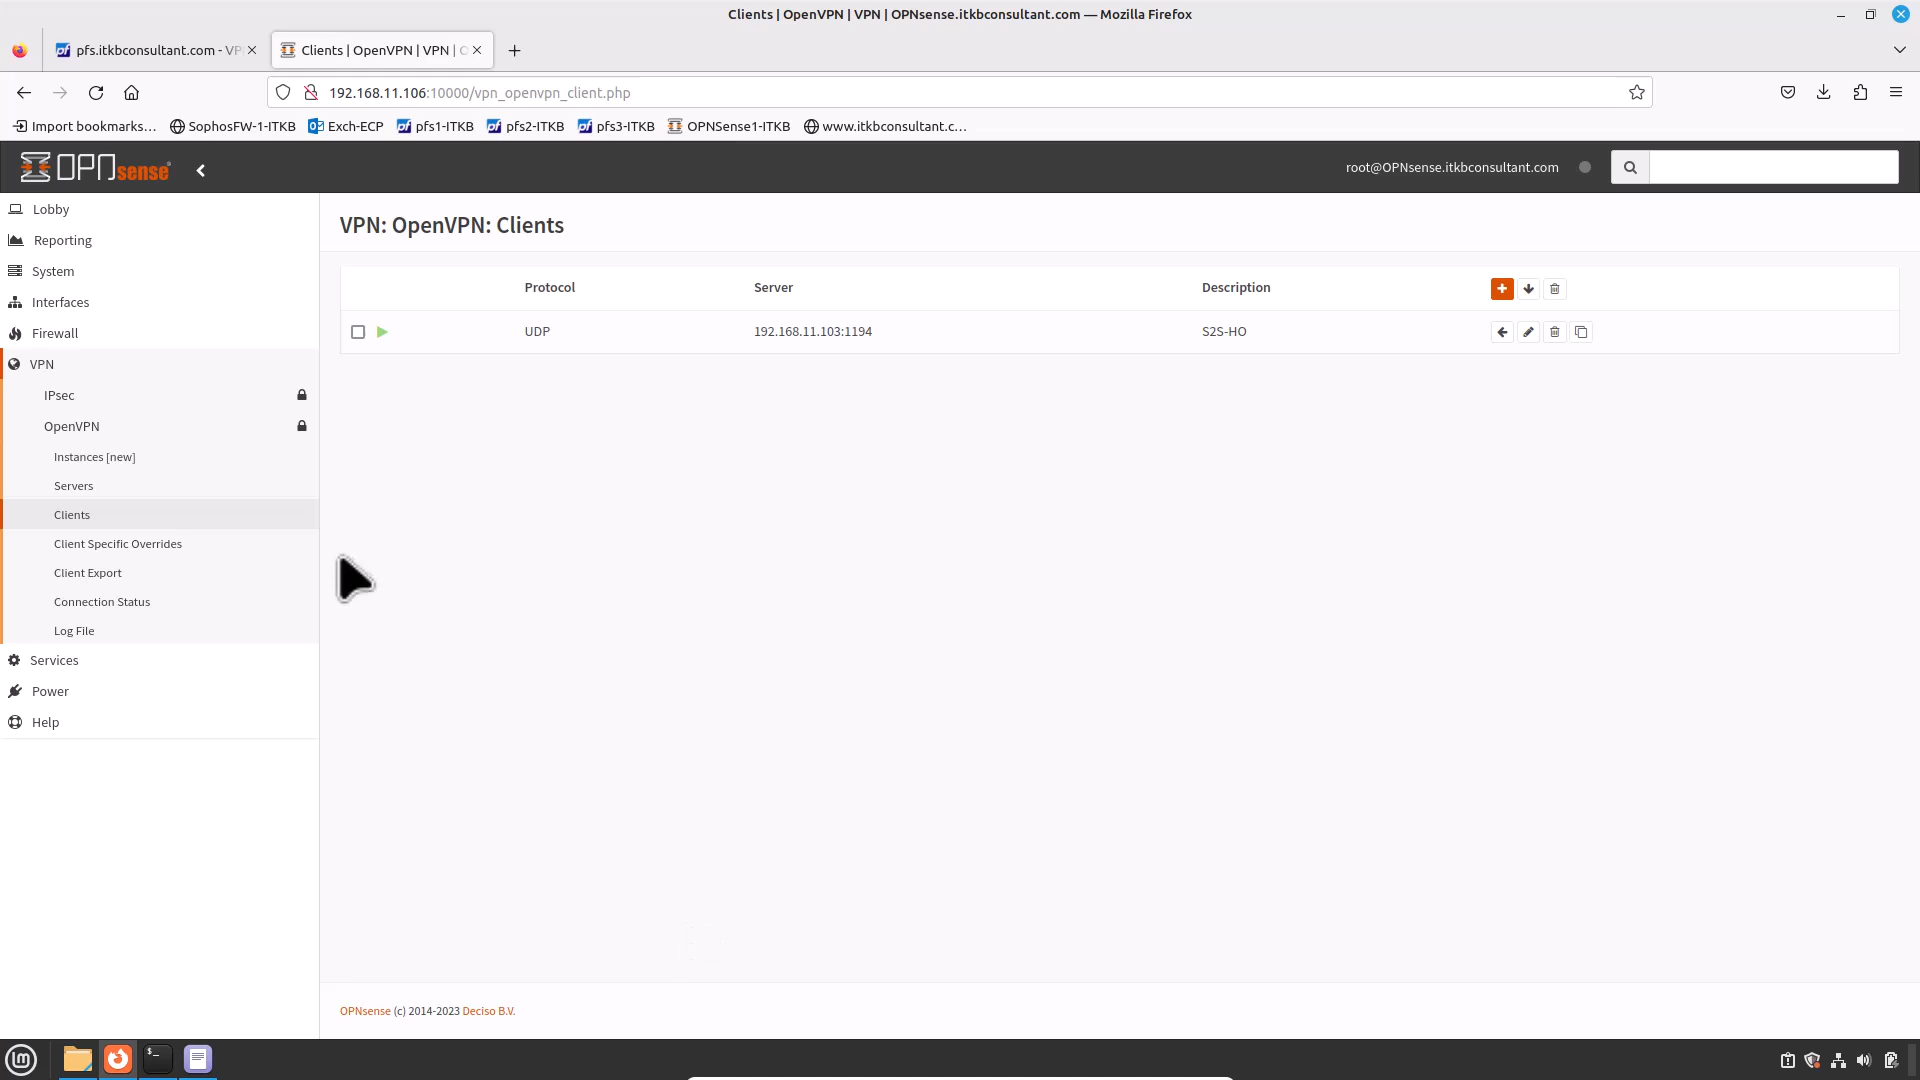 Clients | OpenVPN | VPN | OPNsense.itkbconsultant.com — Mozilla Firefox
pfs.itkbconsultant.com - VP
Clients | OpenVPN | VPN | O
192.168.11.106:10000/vpn_openvpn_client.php
Import bookmarks...
SophosFW-1-ITKB
Exch-ECP
pfs1-ITKB
pfs2-ITKB
pfs3-ITKB
OPNSense1-ITKB
www.itkbconsultant.c...
OPNsense
root@OPNsense.itkbconsultant.com
Lobby
Reporting
System
Interfaces
Firewall
VPN
IPsec
OpenVPN
Instances [new]
Servers
Clients
Client Specific Overrides
Client Export
Connection Status
Log File
Services
Power
Help
VPN: OpenVPN: Clients
Protocol Server Description
UDP 192.168.11.103:1194 S2S-HO
OPNsense (c) 2014-2023 Deciso B.V.